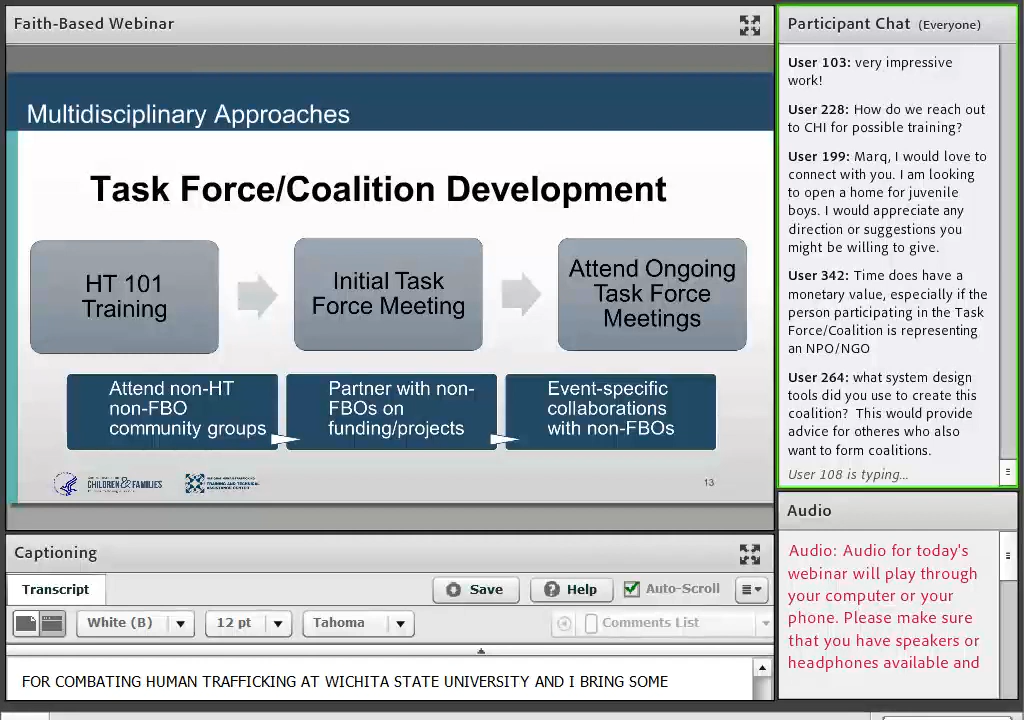 Faith-Based Webinar
Multidisciplinary Approaches
Task Force/Coalition Development
HT 101
Training
Initial Task
Force Meeting
Attend Ongoing
Task Force
Meetings
Attend non-HT
non-FBO
community groups
Partner with non-
FBOs on
funding/projects
Event-specific
collaborations
with non-FBOs
CHILDREN & FAMILIES
13
Captioning
Transcript
Save
Help
Auto-Scroll
White (B)
12 pt
Tahoma
Comments List
FOR COMBATING HUMAN TRAFFICKING AT WICHITA STATE UNIVERSITY AND I BRING SOME
Participant Chat (Everyone)
User 103: very impressive
work!
User 228: How do we reach out
to CHI for possible training?
User 199: Marq, I would love to
connect with you. I am looking
to open a home for juvenile
boys. I would appreciate any
direction or suggestions you
might be willing to give.
User 342: Time does have a
monetary value, especially if the
person participating in the Task
Force/Coalition is representing
an NPO/NGO
User 264: what system design
tools did you use to create this
coalition? This would provide
advice for otheres who also
want to form coalitions.
User 108 is typing...
Audio
Audio: Audio for today's
webinar will play through
your computer or your
phone. Please make sure
that you have speakers or
headphones available and